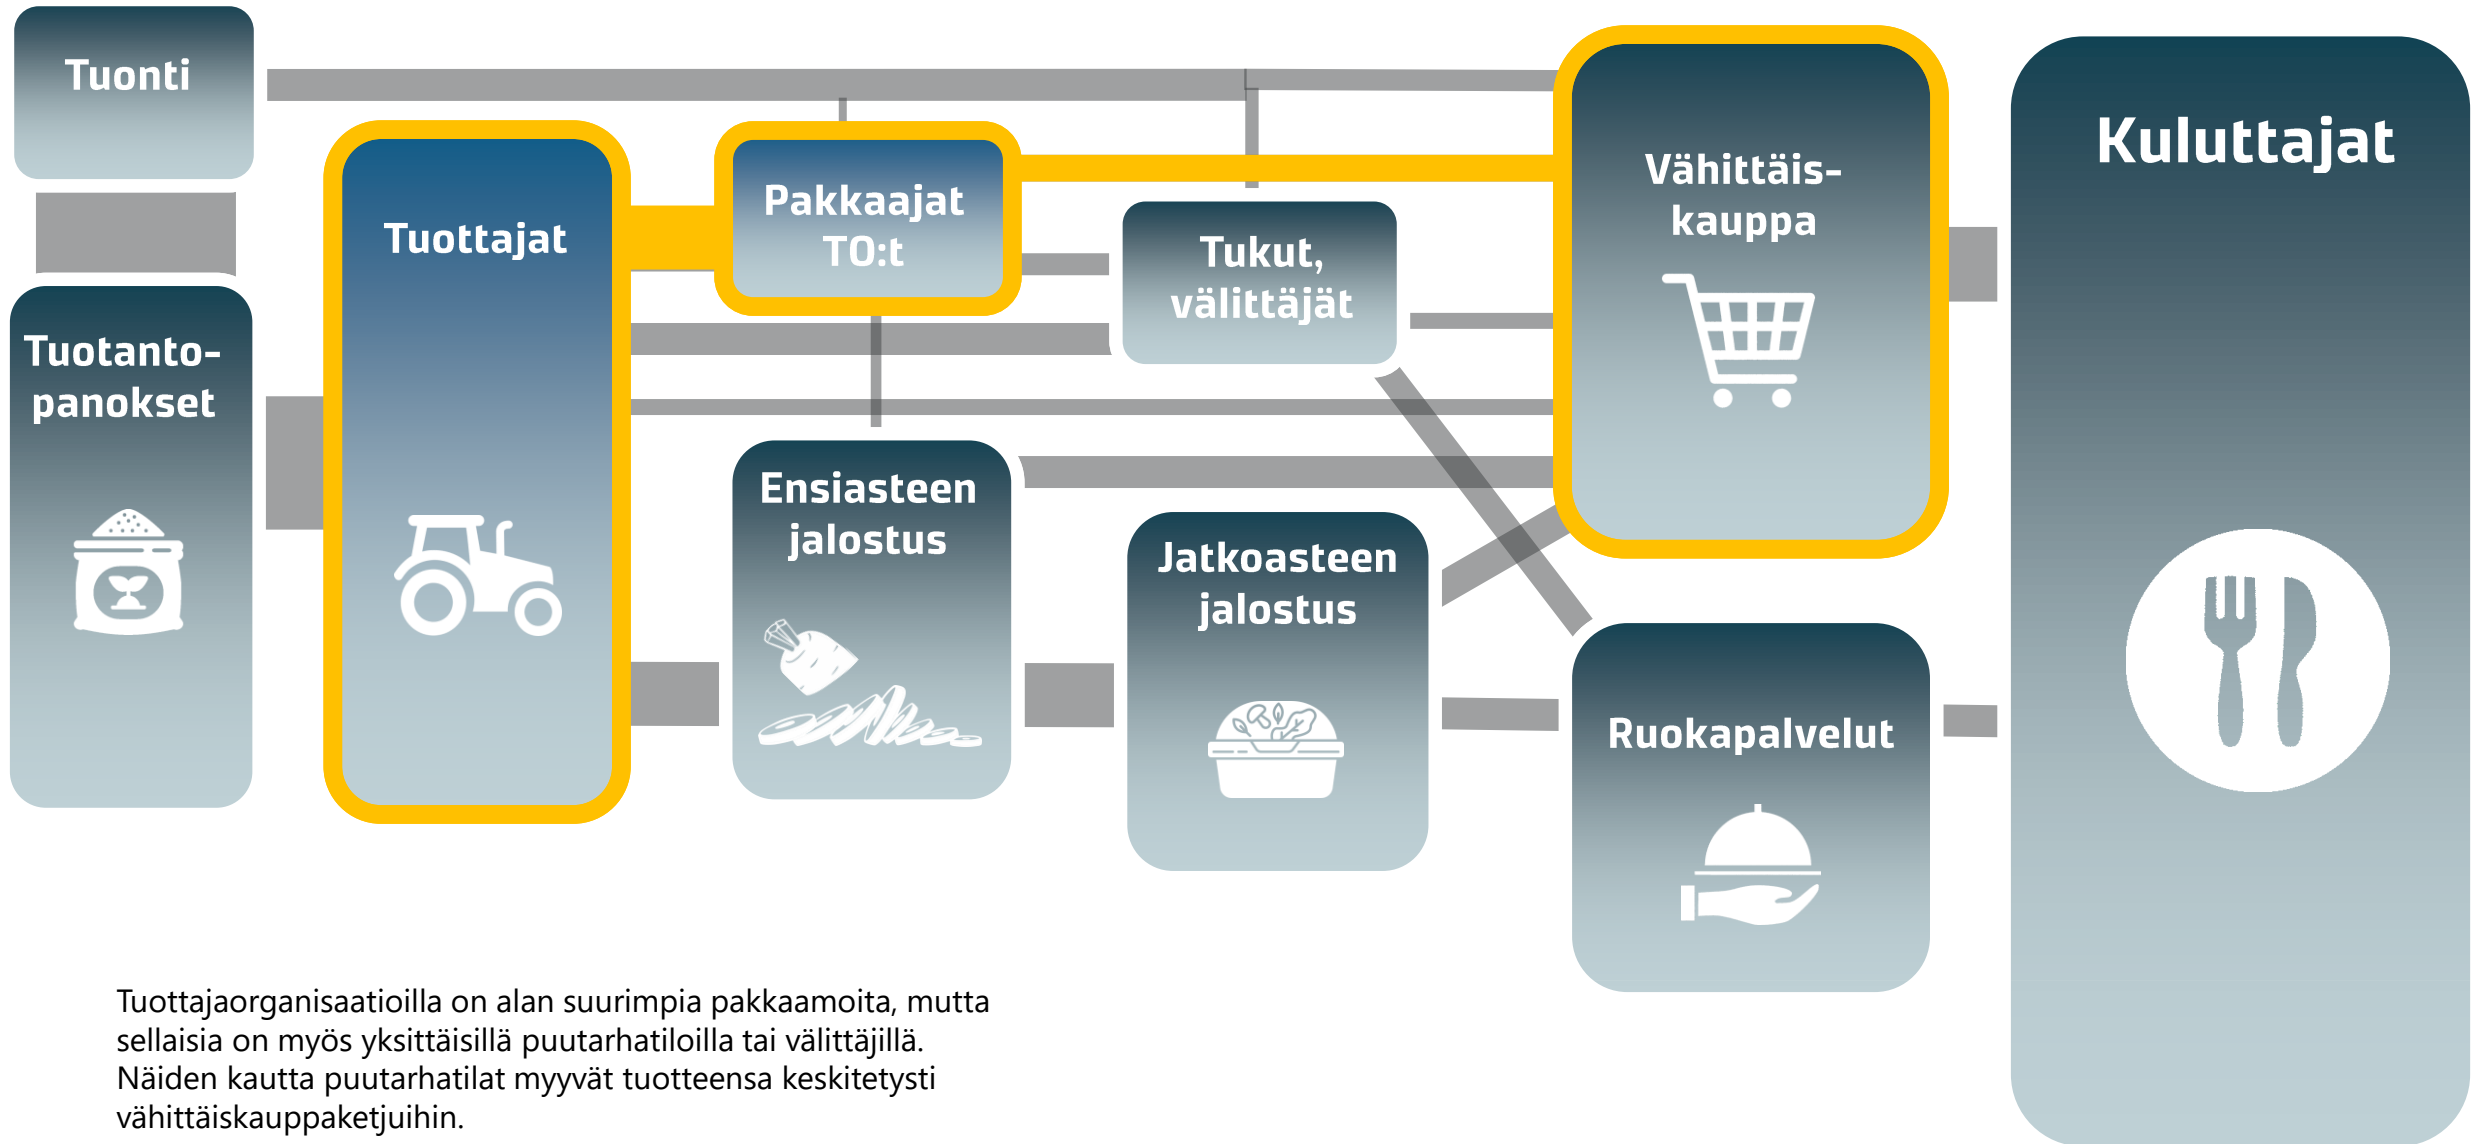 Tuonti
Tuotanto-
panokset
Tuottajat
Pakkaajat
TO:t
Tukut,
välittäjät
Ensiasteen
jalostus
Jatkoasteen
jalostus
Vähittäis-
kauppa
Ruokapalvelut
Kuluttajat
Tuottajaorganisaatioilla on alan suurimpia pakkaamoita, mutta
sellaisia on myös yksittäisillä puutarhatiloilla tai välittäjillä.
Näiden kautta puutarhatilat myyvät tuotteensa keskitetysti
vähittäiskauppaketjuihin.